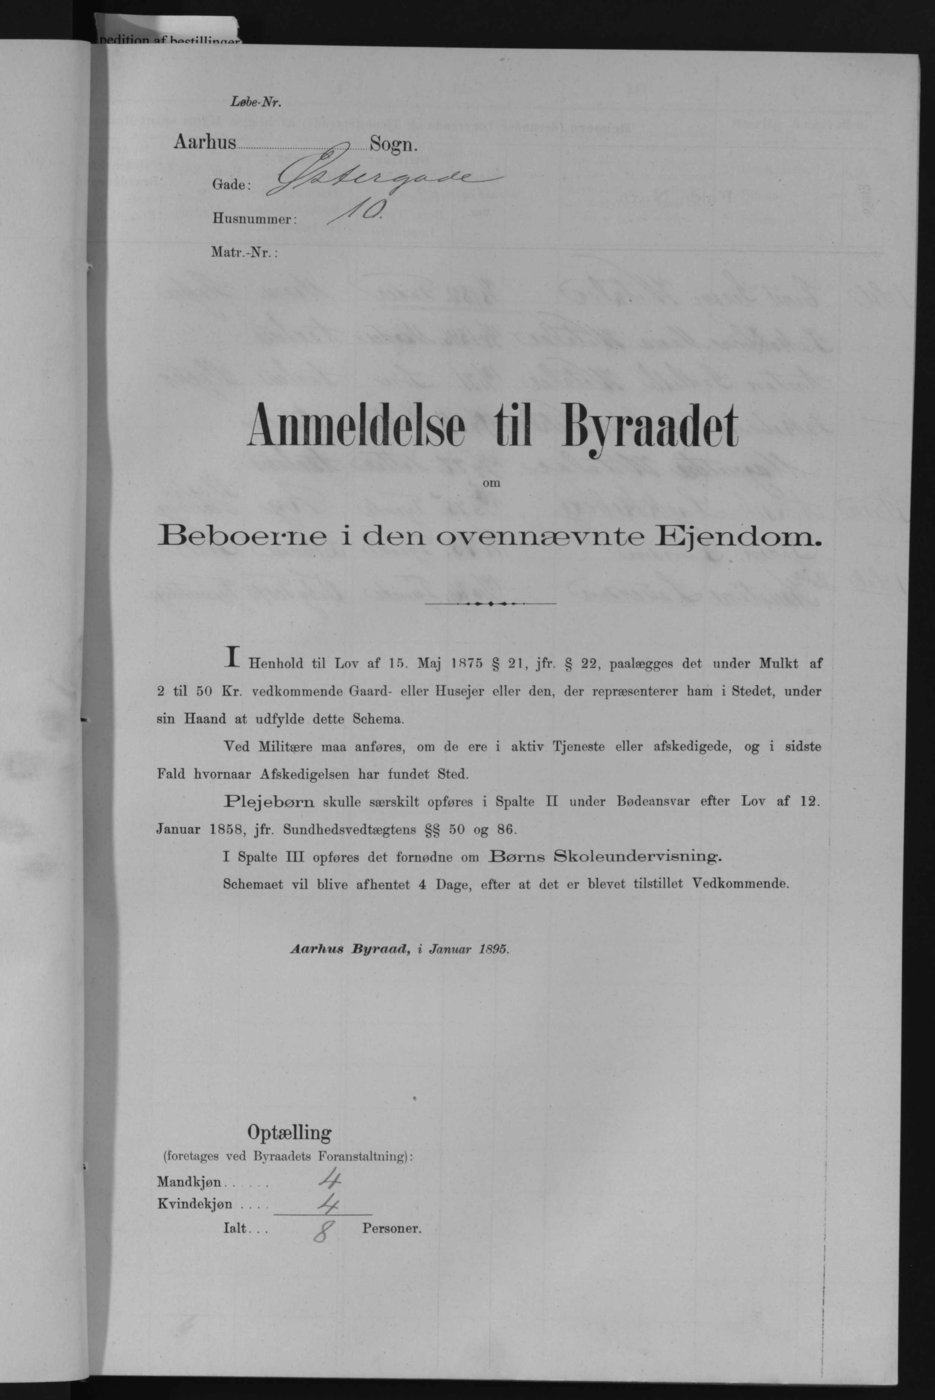 pedition af bestillinger
Løbe-Nr.
Aarhus Sogn.
Gade: Østergade
Husnummer: 10.
Matr.-Nr.:
Anmeldelse til Byraadet
om
Beboerne i den ovennævnte Ejendom.
I Henhold til Lov af 15. Maj 1875 § 21, jfr. § 22, paalægges det under Mulkt af
2 til 50 Kr. vedkommende Gaard- eller Husejer eller den, der repræsenterer ham i Stedet, under
sin Haand at udfylde dette Schema.
Ved Militære maa anføres, om de ere i aktiv Tjeneste eller afskedigede, og i sidste
Fald hvornaar Afskedigelsen har fundet Sted.
Plejebørn skulle særskilt opføres i Spalte II under Bødeansvar efter Lov af 12.
Januar 1858, jfr. Sundhedsvedtægtens §§ 50 og 86.
I Spalte III opføres det fornødne om Børns Skoleundervisning.
Schemaet vil blive afhentet 4 Dage, efter at det er blevet tilstillet Vedkommende.
Aarhus Byraad, i Januar 1895.
Optælling
(foretages ved Byraadets Foranstaltning):
Mandkjøn...... 4
Kvindekjøn .... 4
Ialt... 8 Personer.